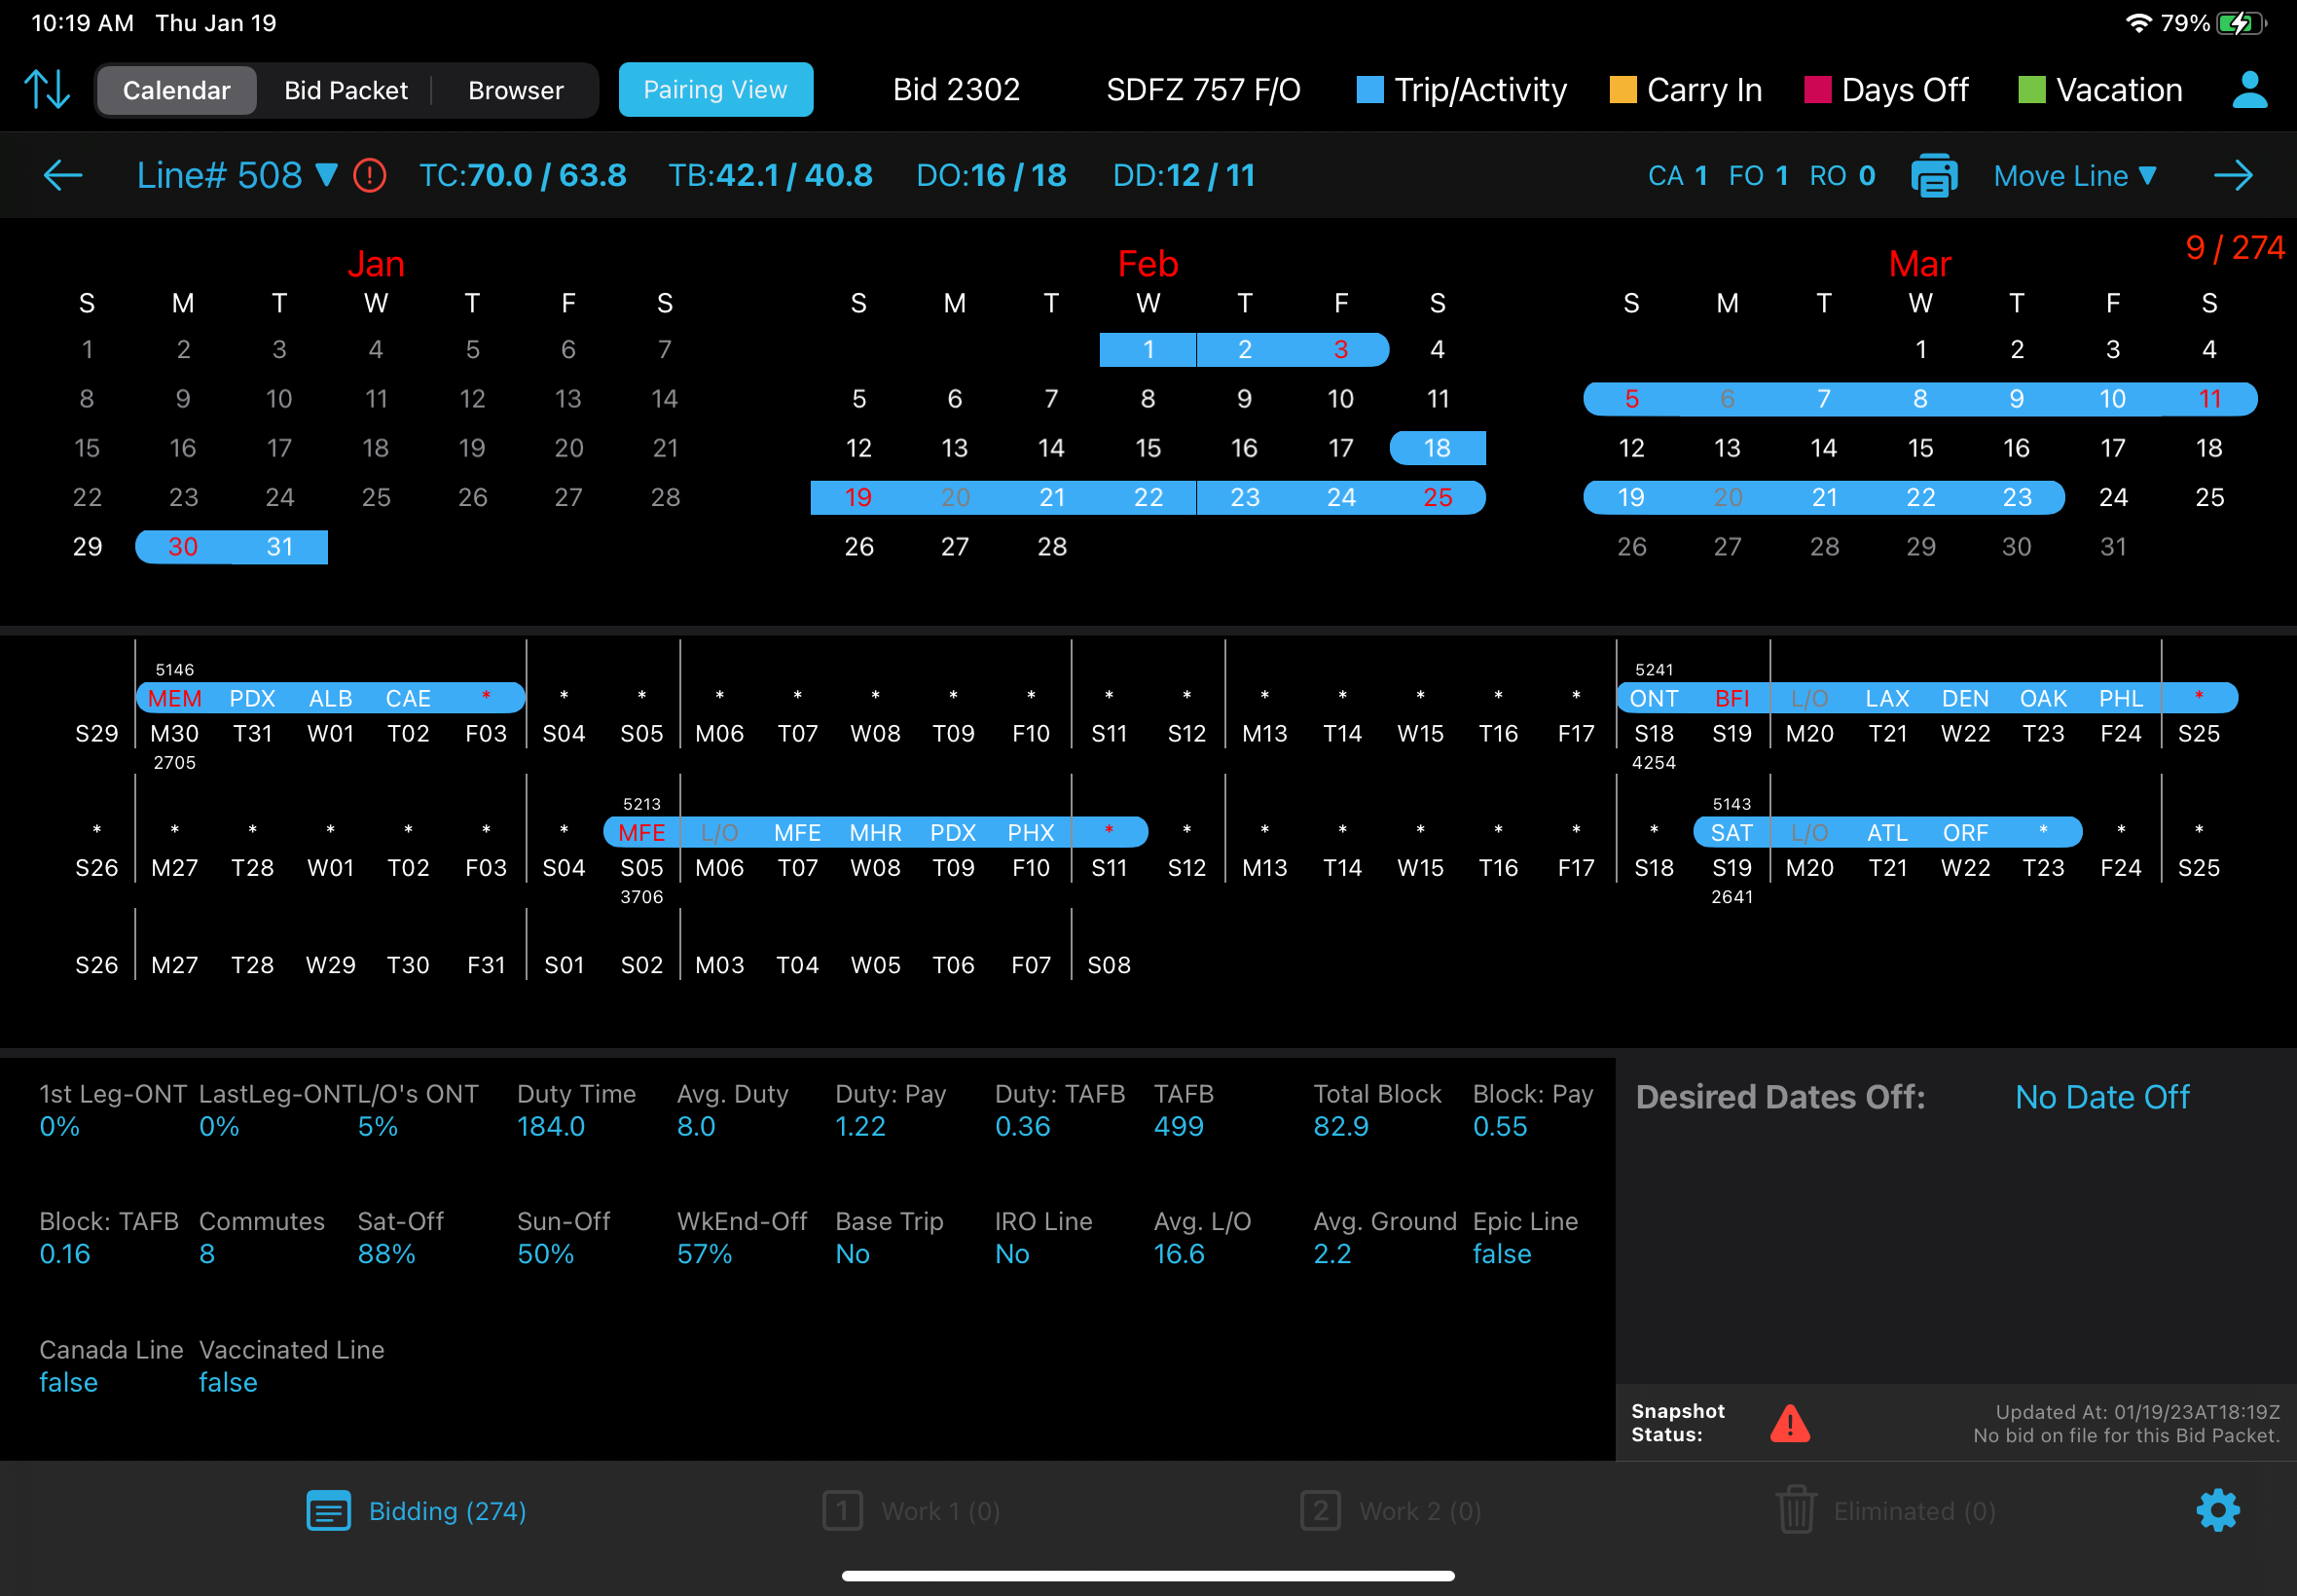 10:19 AM Thu Jan 19 79%
Calendar Bid Packet Browser Pairing View Bid 2302 SDFZ 757 F/O Trip/Activity Carry In Days Off Vacation
Line# 508 ▼ ! TC:70.0 / 63.8 TB:42.1 / 40.8 DO:16 / 18 DD:12 / 11 CA 1 FO 1 RO 0 Move Line ▼
9 / 274
Jan
S M T W T F S
1 2 3 4 5 6 7
8 9 10 11 12 13 14
15 16 17 18 19 20 21
22 23 24 25 26 27 28
29 30 31
Feb
S M T W T F S
1 2 3 4
5 6 7 8 9 10 11
12 13 14 15 16 17 18
19 20 21 22 23 24 25
26 27 28
Mar
S M T W T F S
1 2 3 4
5 6 7 8 9 10 11
12 13 14 15 16 17 18
19 20 21 22 23 24 25
26 27 28 29 30 31
5146 5241
MEM PDX ALB CAE * * * * * * * * * * * * * * * ONT BFI L/O LAX DEN OAK PHL *
S29 M30 T31 W01 T02 F03 S04 S05 M06 T07 W08 T09 F10 S11 S12 M13 T14 W15 T16 F17 S18 S19 M20 T21 W22 T23 F24 S25
2705 4254
5213 5143
* * * * * * * MFE L/O MFE MHR PDX PHX * * * * * * * * SAT L/O ATL ORF * * *
S26 M27 T28 W01 T02 F03 S04 S05 M06 T07 W08 T09 F10 S11 S12 M13 T14 W15 T16 F17 S18 S19 M20 T21 W22 T23 F24 S25
3706 2641
S26 M27 T28 W29 T30 F31 S01 S02 M03 T04 W05 T06 F07 S08
1st Leg-ONT LastLeg-ONT L/O's ONT Duty Time Avg. Duty Duty: Pay Duty: TAFB TAFB Total Block Block: Pay
0% 0% 5% 184.0 8.0 1.22 0.36 499 82.9 0.55
Block: TAFB Commutes Sat-Off Sun-Off WkEnd-Off Base Trip IRO Line Avg. L/O Avg. Ground Epic Line
0.16 8 88% 50% 57% No No 16.6 2.2 false
Canada Line Vaccinated Line
false false
Desired Dates Off: No Date Off
Snapshot
Status:
Updated At: 01/19/23AT18:19Z
No bid on file for this Bid Packet.
Bidding (274) 1 Work 1 (0) 2 Work 2 (0) Eliminated (0)